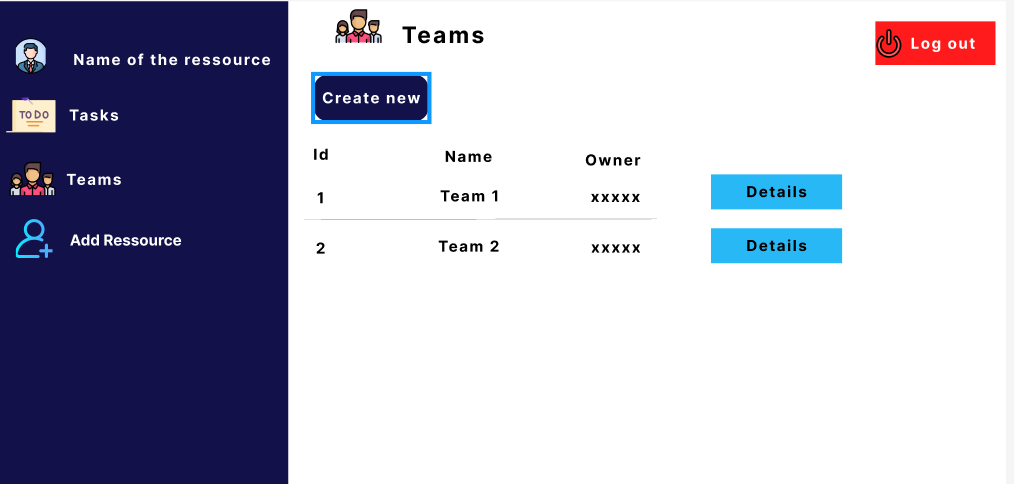 Name of the ressource
TO DO
Tasks
Teams
Add Ressource
Teams
Log out
Create new
Id Name Owner
1 Team 1 xxxxx Details
2 Team 2 xxxxx Details